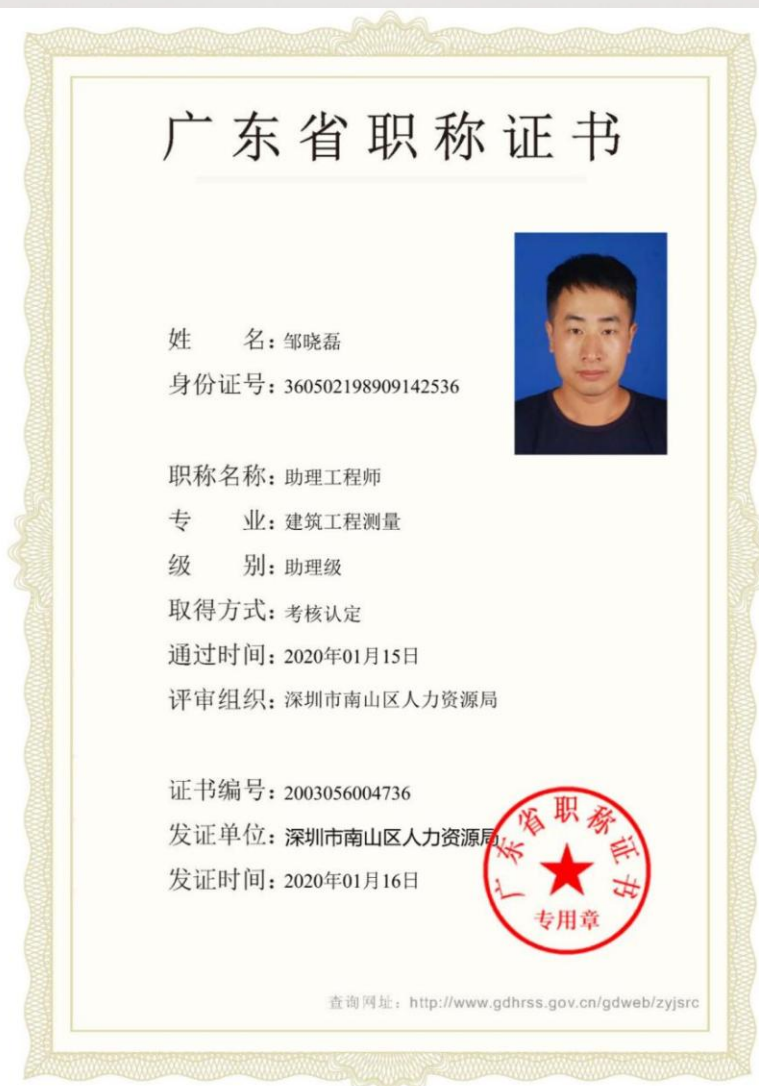 广东省职称证书
姓 名：邹晓磊
身份证号：360502198909142536
职称名称：助理工程师
专 业：建筑工程测量
级 别：助理级
取得方式：考核认定
通过时间：2020年01月15日
评审组织：深圳市南山区人力资源局
证书编号：2003056004736
发证单位：深圳市南山区人力资源局
发证时间：2020年01月16日
广东省职称证书
专用章
查询网址：http://www.gdhrss.gov.cn/gdweb/zyjsrc